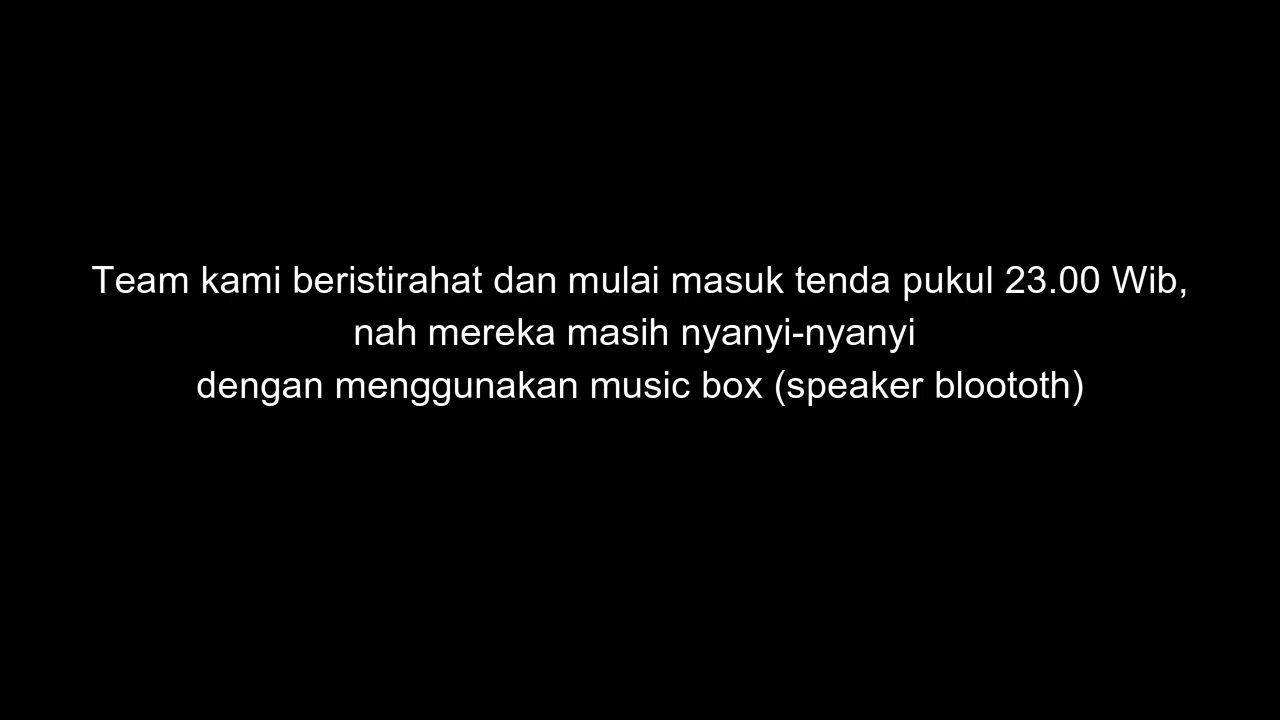 Team kami beristirahat dan mulai masuk tenda pukul 23.00 Wib,
nah mereka masih nyanyi-nyanyi
dengan menggunakan music box (speaker bloototh)